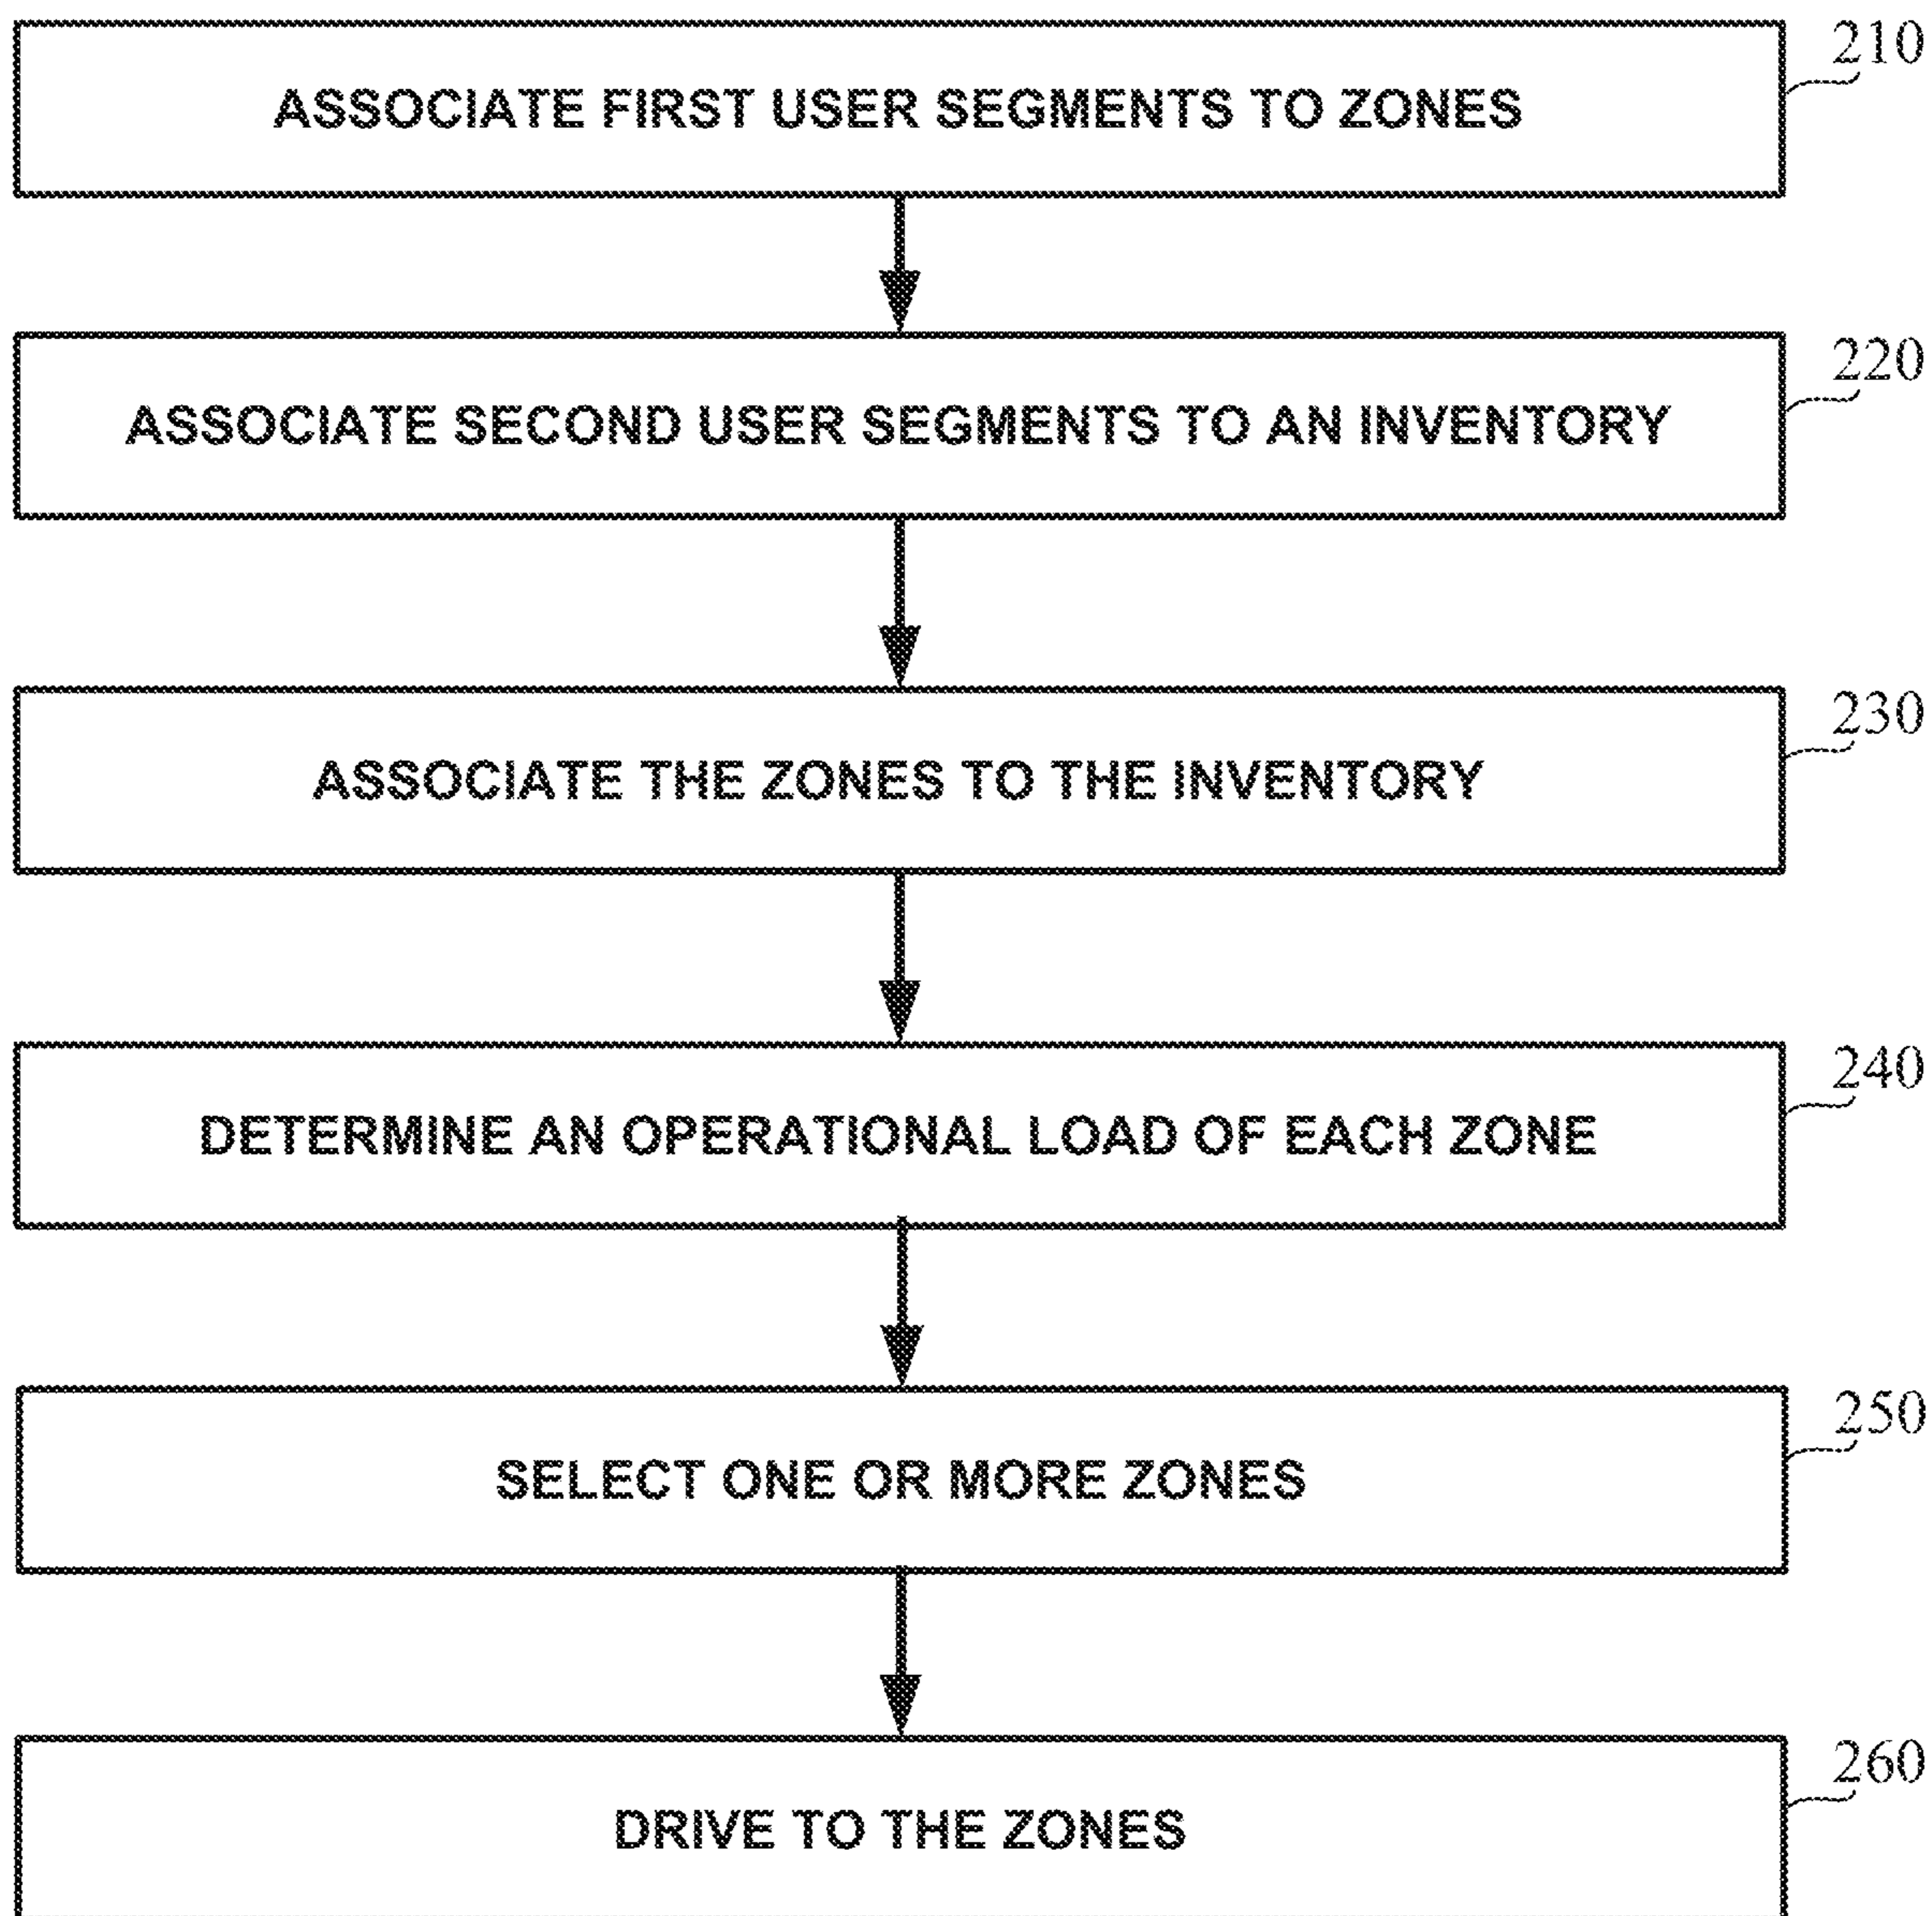 210
ASSOCIATE FIRST USER SEGMENTS TO ZONES
220
ASSOCIATE SECOND USER SEGMENTS TO AN INVENTORY
230
ASSOCIATE THE ZONES TO THE INVENTORY
240
DETERMINE AN OPERATIONAL LOAD OF EACH ZONE
250
SELECT ONE OR MORE ZONES
260
DRIVE TO THE ZONES